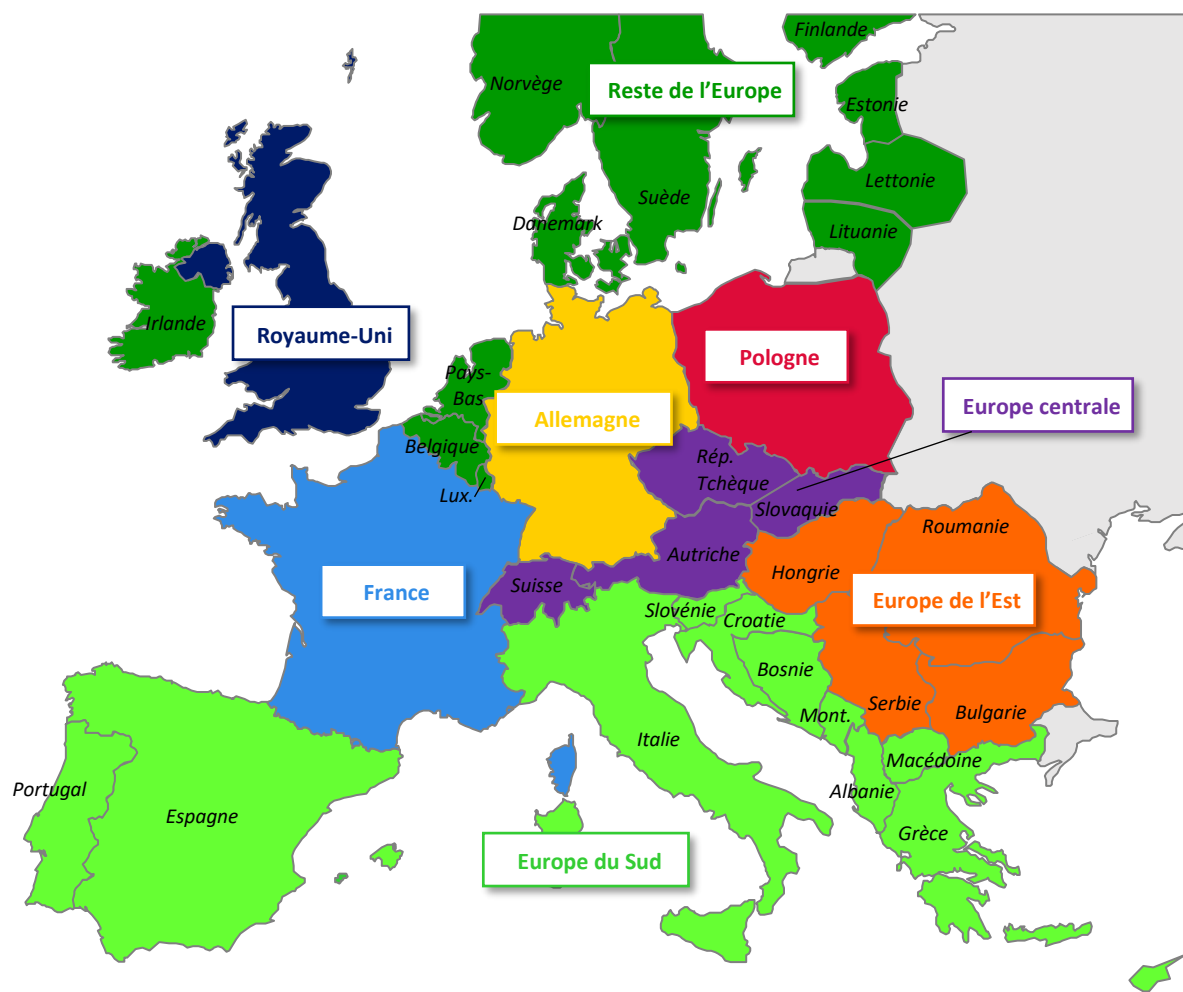 Finlande
Norvège
Reste de l’Europe
Estonie
Lettonie
Suède
Danemark
Lituanie
Irlande
Royaume-Uni
Pologne
Pays-
Bas
Europe centrale
Allemagne
Belgique
Rép.
Tchèque
Lux.
Slovaquie
Roumanie
Autriche
Hongrie
Suisse
France
Europe de l’Est
Slovénie
Croatie
Bosnie
Serbie
Bulgarie
Mont.
Italie
Macédoine
Portugal
Albanie
Espagne
Grèce
Europe du Sud